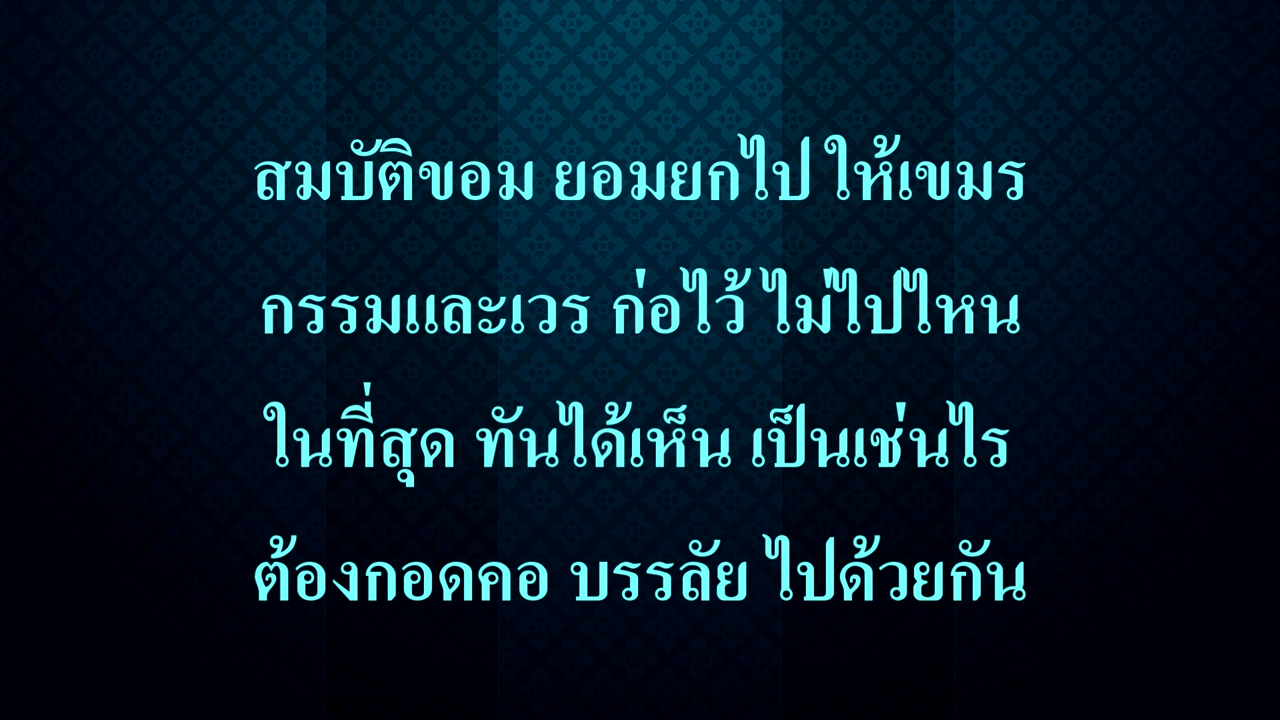 สมบัติขอม ยอมยกไป ให้เขมร
กรรมและเวร ก่อไว้ ไม่ไปไหน
ในที่สุด ทันได้เห็น เป็นเช่นไร
ต้องกอดคอ บรรลัย ไปด้วยกัน